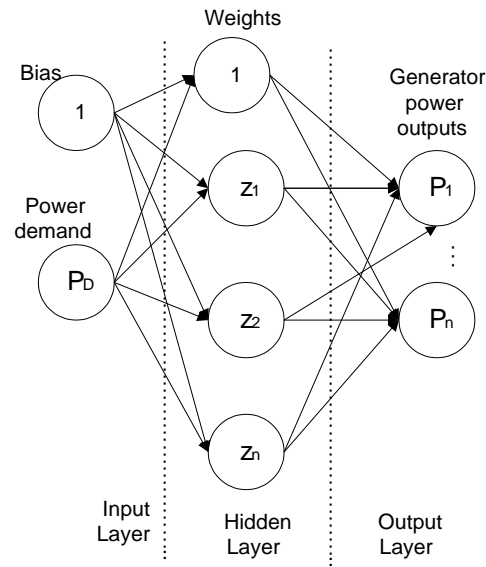 Weights
Bias
1
1
Generator
power
outputs
z1
P1
Power
demand
PD
⋮
z2
Pn
zn
Input
Layer
Hidden
Layer
Output
Layer